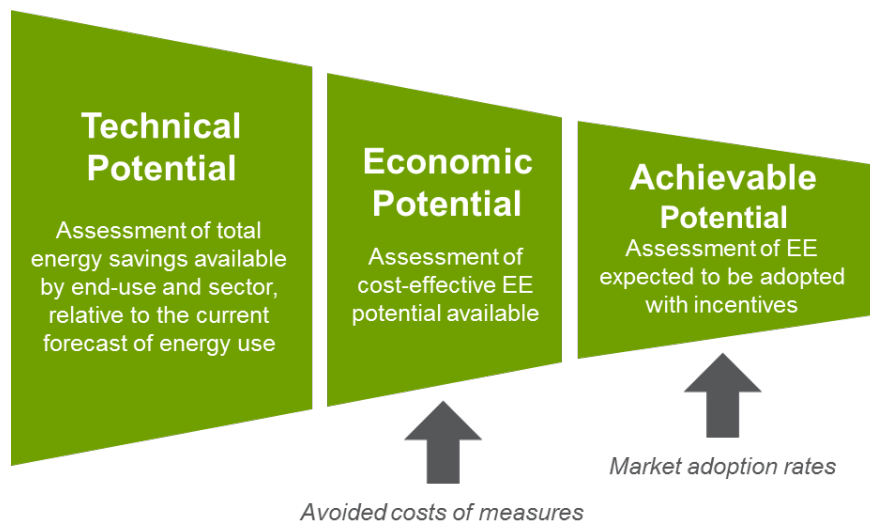 Technical
Potential
Assessment of total
energy savings available
by end-use and sector,
relative to the current
forecast of energy use
Economic
Potential
Assessment of
cost-effective EE
potential available
Achievable
Potential
Assessment of EE
expected to be adopted
with incentives
Avoided costs of measures
Market adoption rates